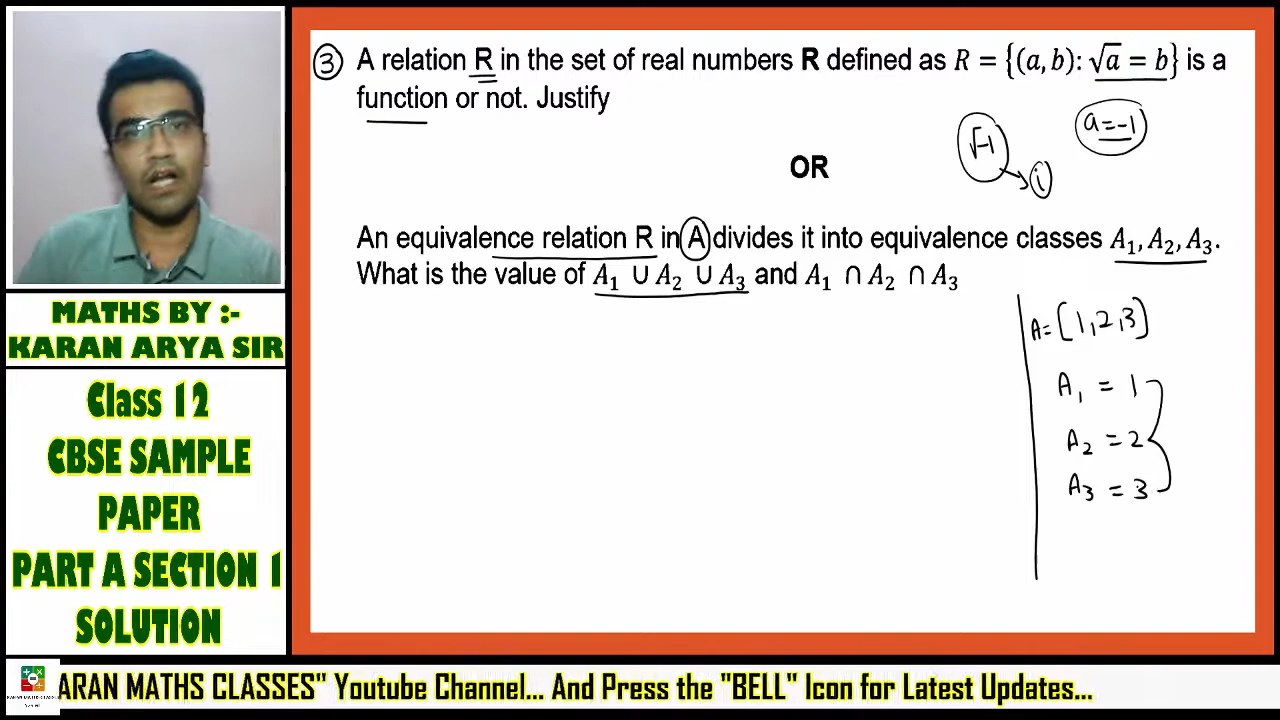 ③ A relation R in the set of real numbers R defined as R = {(a, b): √a = b} is a
function or not. Justify
a = -1
√-1
i
OR
An equivalence relation R in A divides it into equivalence classes A₁, A₂, A₃.
What is the value of A₁ ∪ A₂ ∪ A₃ and A₁ ∩ A₂ ∩ A₃
A = [1, 2, 3]
A₁ = 1
A₂ = 2
A₃ = 3
MATHS BY :-
KARAN ARYA SIR
Class 12
CBSE SAMPLE
PAPER
PART A SECTION 1
SOLUTION
ARAN MATHS CLASSES" Youtube Channel... And Press the "BELL" Icon for Latest Updates...